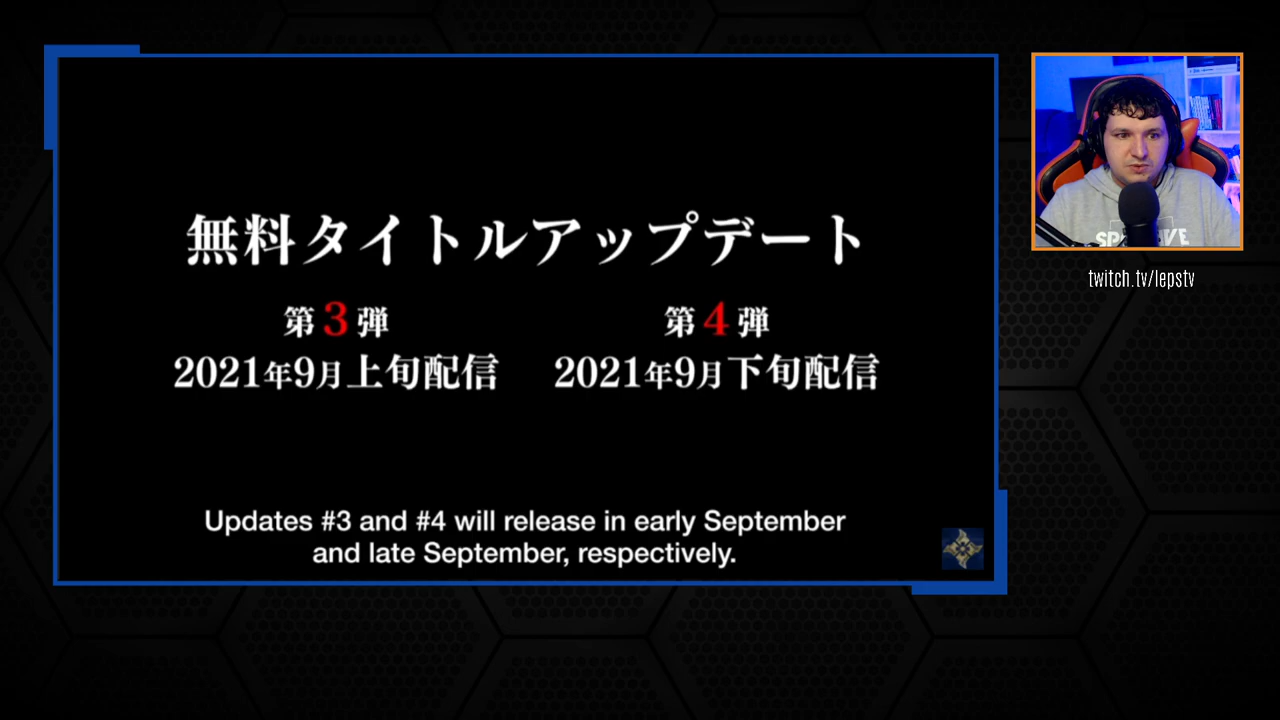 無料タイトルアップデート
第3弾
2021年9月上旬配信
第4弾
2021年9月下旬配信
Updates #3 and #4 will release in early September
and late September, respectively.
twitch.tv/lepstv